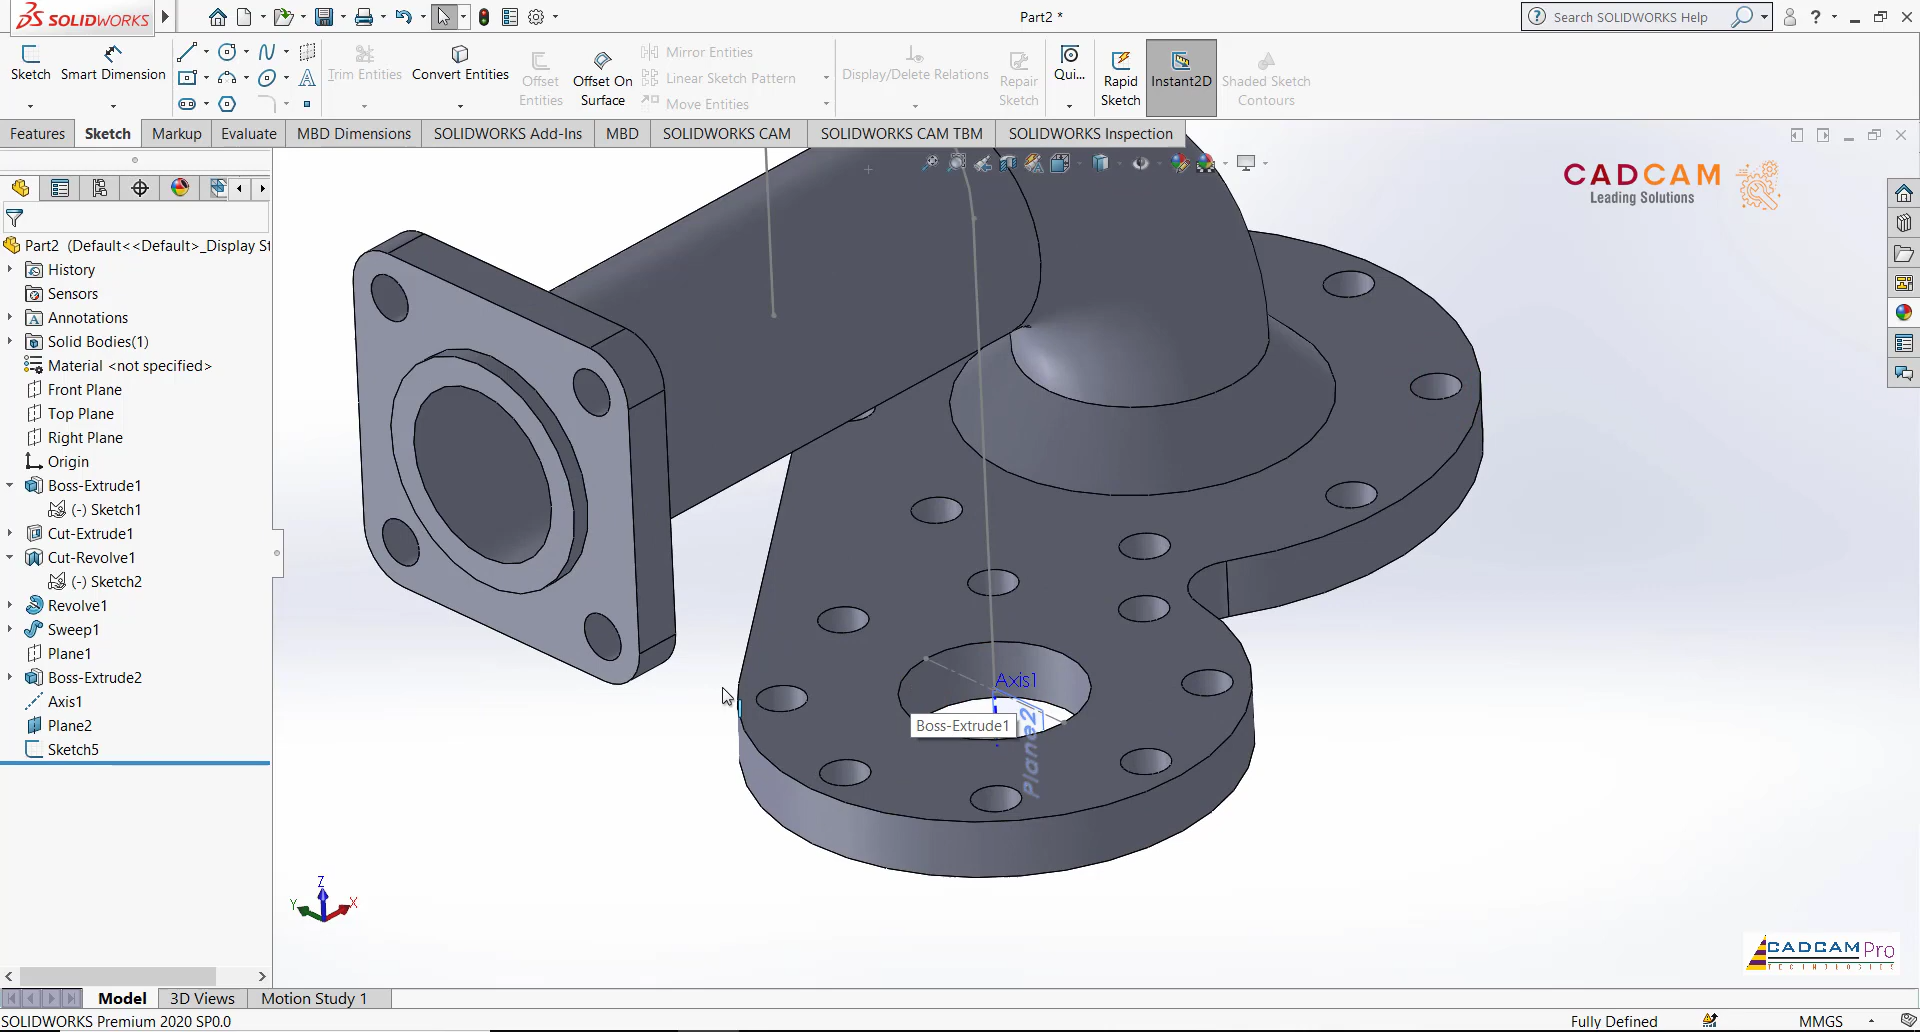 SOLIDWORKS
Part2 *
Search SOLIDWORKS Help
Sketch
Smart Dimension
Trim Entities
Convert Entities
Offset Entities
Offset On Surface
Mirror Entities
Linear Sketch Pattern
Move Entities
Display/Delete Relations
Repair Sketch
Qui...
Rapid Sketch
Instant2D
Shaded Sketch Contours
Features
Sketch
Markup
Evaluate
MBD Dimensions
SOLIDWORKS Add-Ins
MBD
SOLIDWORKS CAM
SOLIDWORKS CAM TBM
SOLIDWORKS Inspection
CADCAM
Leading Solutions
Part2 (Default<<Default>_Display St
History
Sensors
Annotations
Solid Bodies(1)
Material <not specified>
Front Plane
Top Plane
Right Plane
Origin
Boss-Extrude1
(-) Sketch1
Cut-Extrude1
Cut-Revolve1
(-) Sketch2
Revolve1
Sweep1
Plane1
Boss-Extrude2
Axis1
Plane2
Sketch5
Axis1
Boss-Extrude1
Plane2
Z
Y
X
CADCAM Pro
TECHNOLOGIES
Model
3D Views
Motion Study 1
SOLIDWORKS Premium 2020 SP0.0
Fully Defined
MMGS